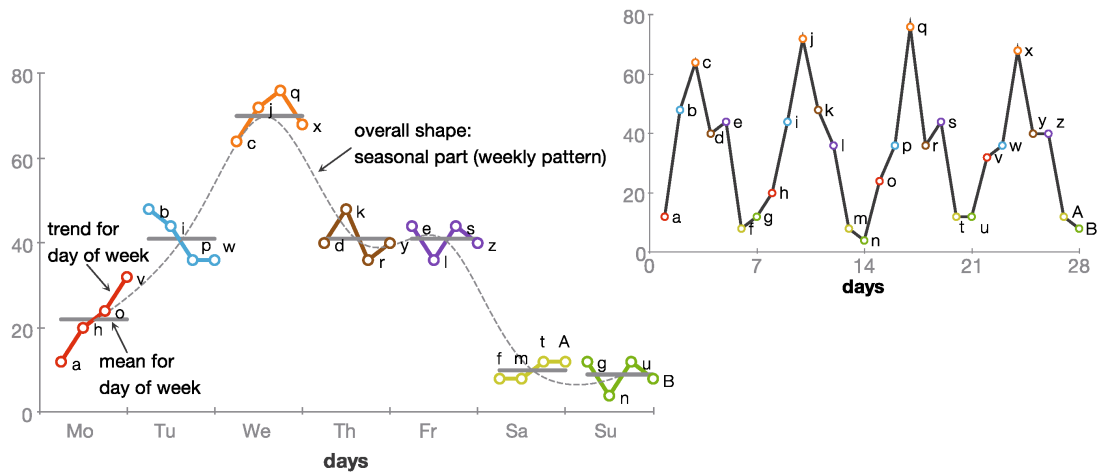 80
60
40
20
0
Mo
Tu
We
Th
Fr
Sa
Su
days
trend for
day of week
mean for
day of week
overall shape:
seasonal part (weekly pattern)
a
h
o
v
b
i
p
w
c
j
q
x
d
k
r
y
e
l
s
z
f
m
t
A
g
n
u
B
80
60
40
20
0
0
7
14
21
28
days
a
b
c
d
e
f
g
h
i
j
k
l
m
n
o
p
q
r
s
t
u
v
w
x
y
z
A
B